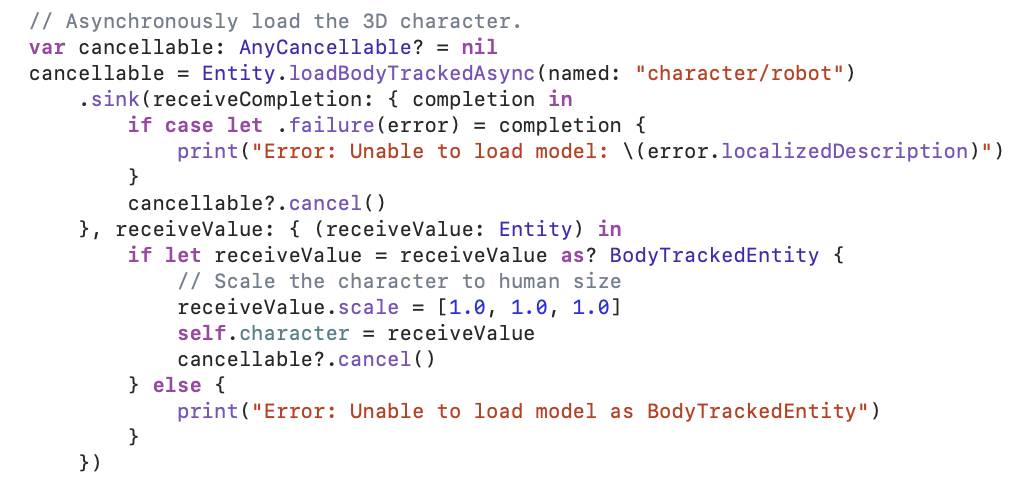 // Asynchronously load the 3D character.
var cancellable: AnyCancellable? = nil
cancellable = Entity.loadBodyTrackedAsync(named: "character/robot")
    .sink(receiveCompletion: { completion in
        if case let .failure(error) = completion {
            print("Error: Unable to load model: \(error.localizedDescription)")
        }
        cancellable?.cancel()
    }, receiveValue: { (receiveValue: Entity) in
        if let receiveValue = receiveValue as? BodyTrackedEntity {
            // Scale the character to human size
            receiveValue.scale = [1.0, 1.0, 1.0]
            self.character = receiveValue
            cancellable?.cancel()
        } else {
            print("Error: Unable to load model as BodyTrackedEntity")
        }
    })